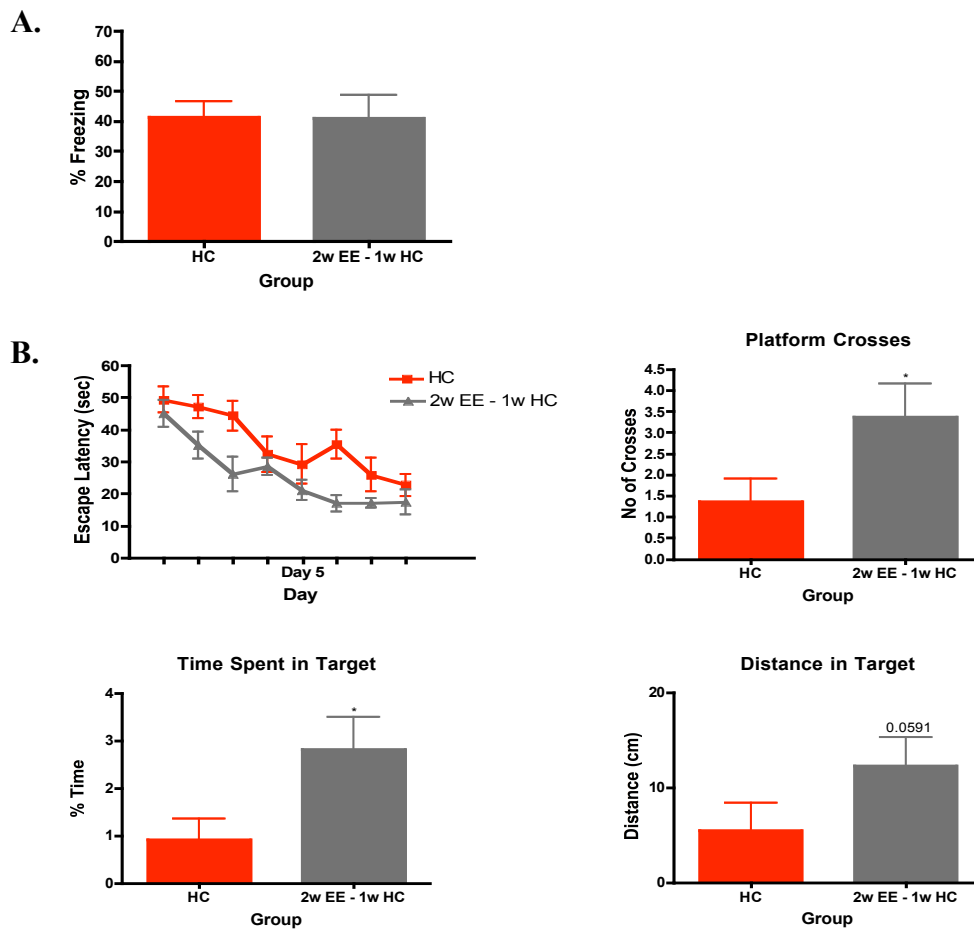 A.
70
60
50
40
30
20
10
0
% Freezing
HC
2w EE - 1w HC
Group
B.
60
50
40
30
20
10
0
Escape Latency (sec)
HC
2w EE - 1w HC
Day 5
Day
Platform Crosses
4.5
4.0
3.5
3.0
2.5
2.0
1.5
1.0
0.5
0.0
No of Crosses
*
HC
2w EE - 1w HC
Group
Time Spent in Target
4
3
2
1
0
% Time
*
HC
2w EE - 1w HC
Group
Distance in Target
20
10
0
Distance (cm)
0.0591
HC
2w EE - 1w HC
Group